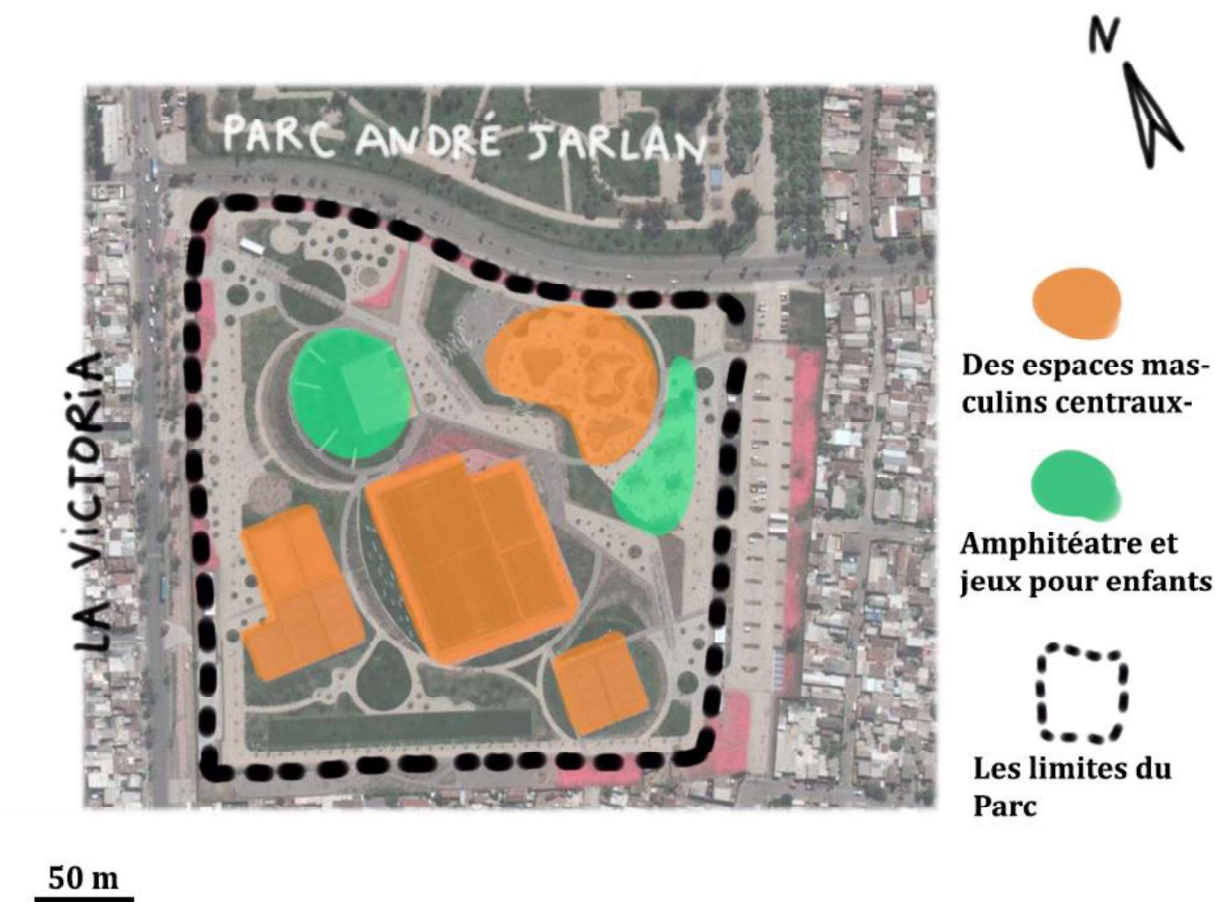 N
PARC ANDRÉ JARLAN
LA ViCTORiA
Des espaces mas-
culins centraux-
Amphitéatre et
jeux pour enfants
Les limites du
Parc
50 m